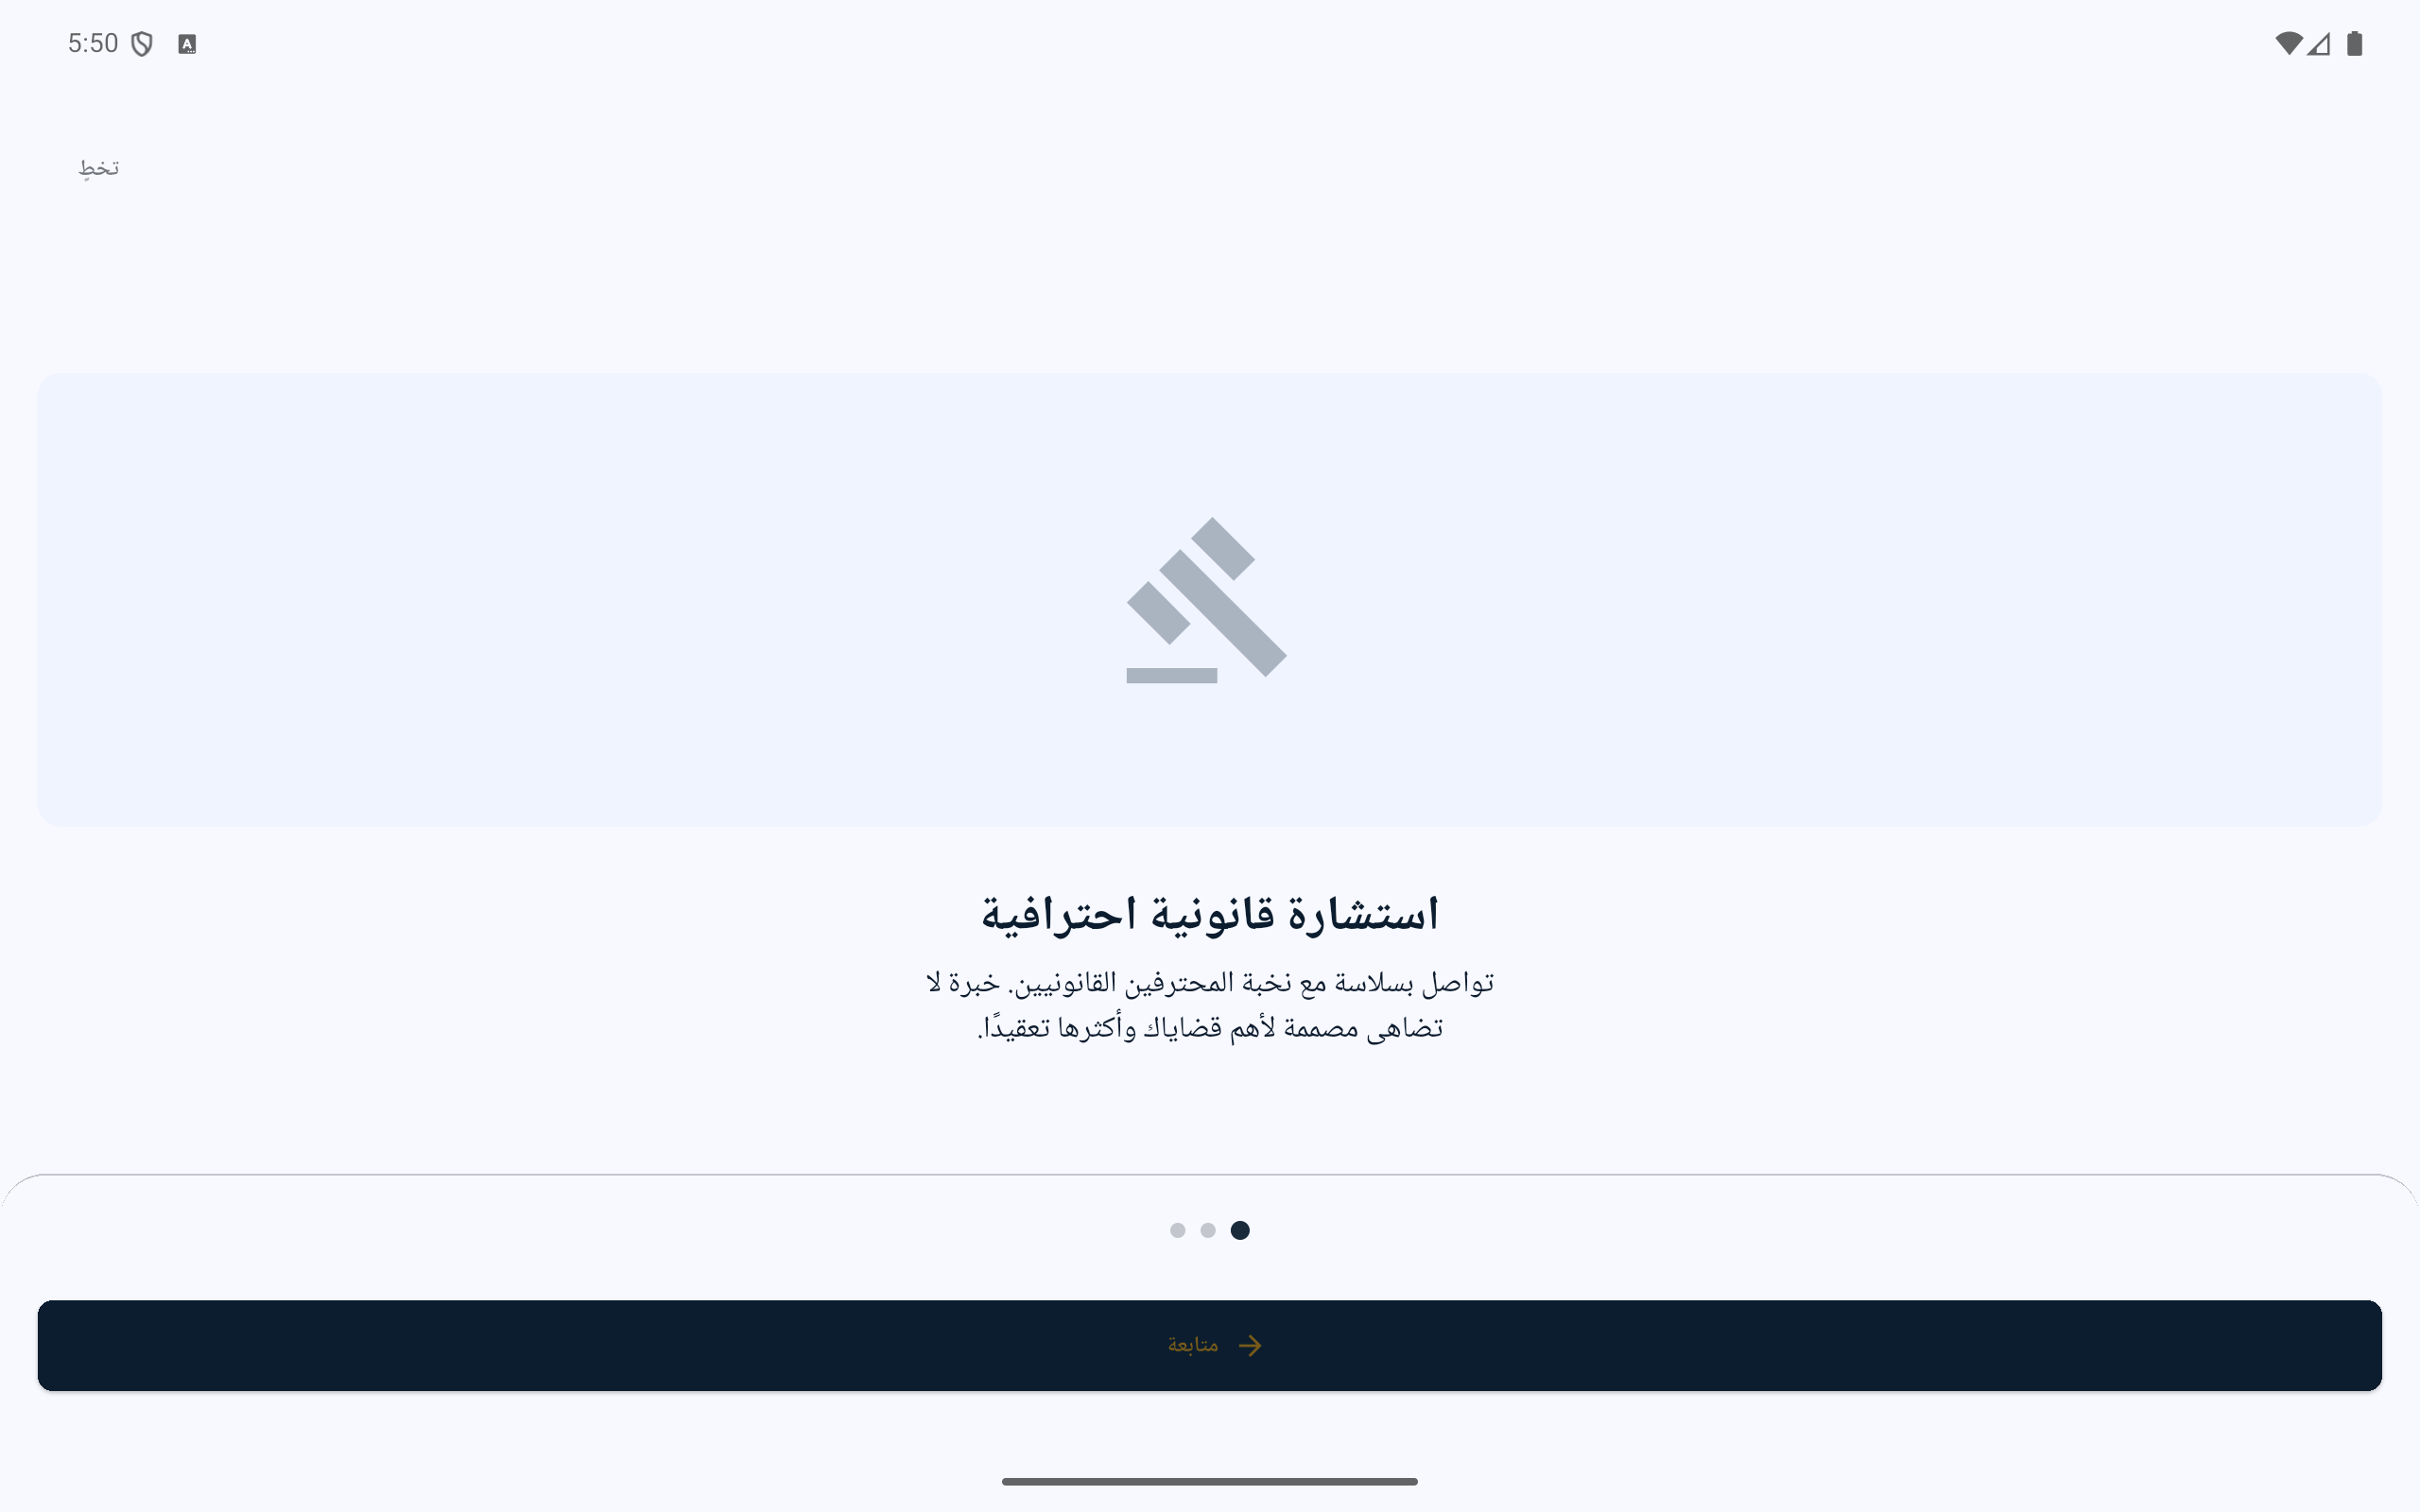 5:50
تخطٍ
استشارة قانونية احترافية
تواصل بسلاسة مع نخبة المحترفين القانونيين. خبرة لا
تضاهى مصممة لأهم قضاياك وأكثرها تعقيدًا.
متابعة